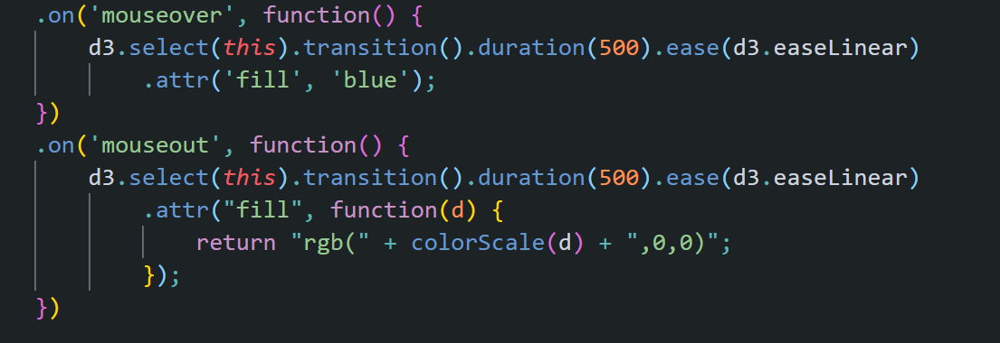 .on('mouseover', function() {
    d3.select(this).transition().duration(500).ease(d3.easeLinear)
        .attr('fill', 'blue');
})
.on('mouseout', function() {
    d3.select(this).transition().duration(500).ease(d3.easeLinear)
        .attr("fill", function(d) {
            return "rgb(" + colorScale(d) + ",0,0)";
        });
})